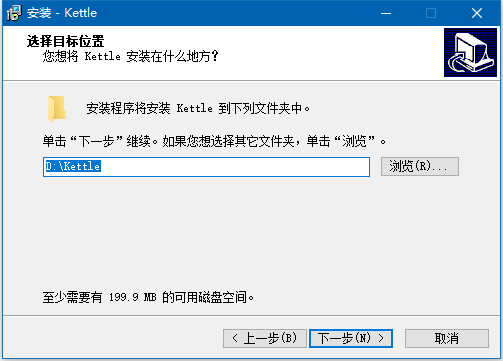 安装 - Kettle
选择目标位置
您想将 Kettle 安装在什么地方？
安装程序将安装 Kettle 到下列文件夹中。
单击“下一步”继续。如果您想选择其它文件夹，单击“浏览”。
D:\Kettle
浏览(R)...
至少需要有 199.9 MB 的可用磁盘空间。
< 上一步(B)
下一步(N) >
取消